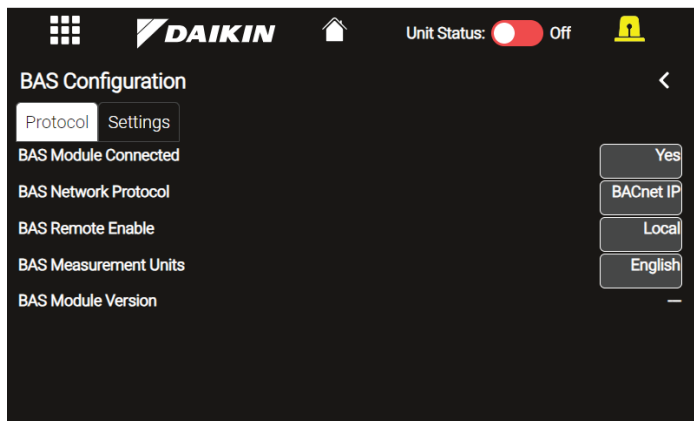 DAIKIN Unit Status: Off
BAS Configuration
Protocol Settings
BAS Module Connected Yes
BAS Network Protocol BACnet IP
BAS Remote Enable Local
BAS Measurement Units English
BAS Module Version —